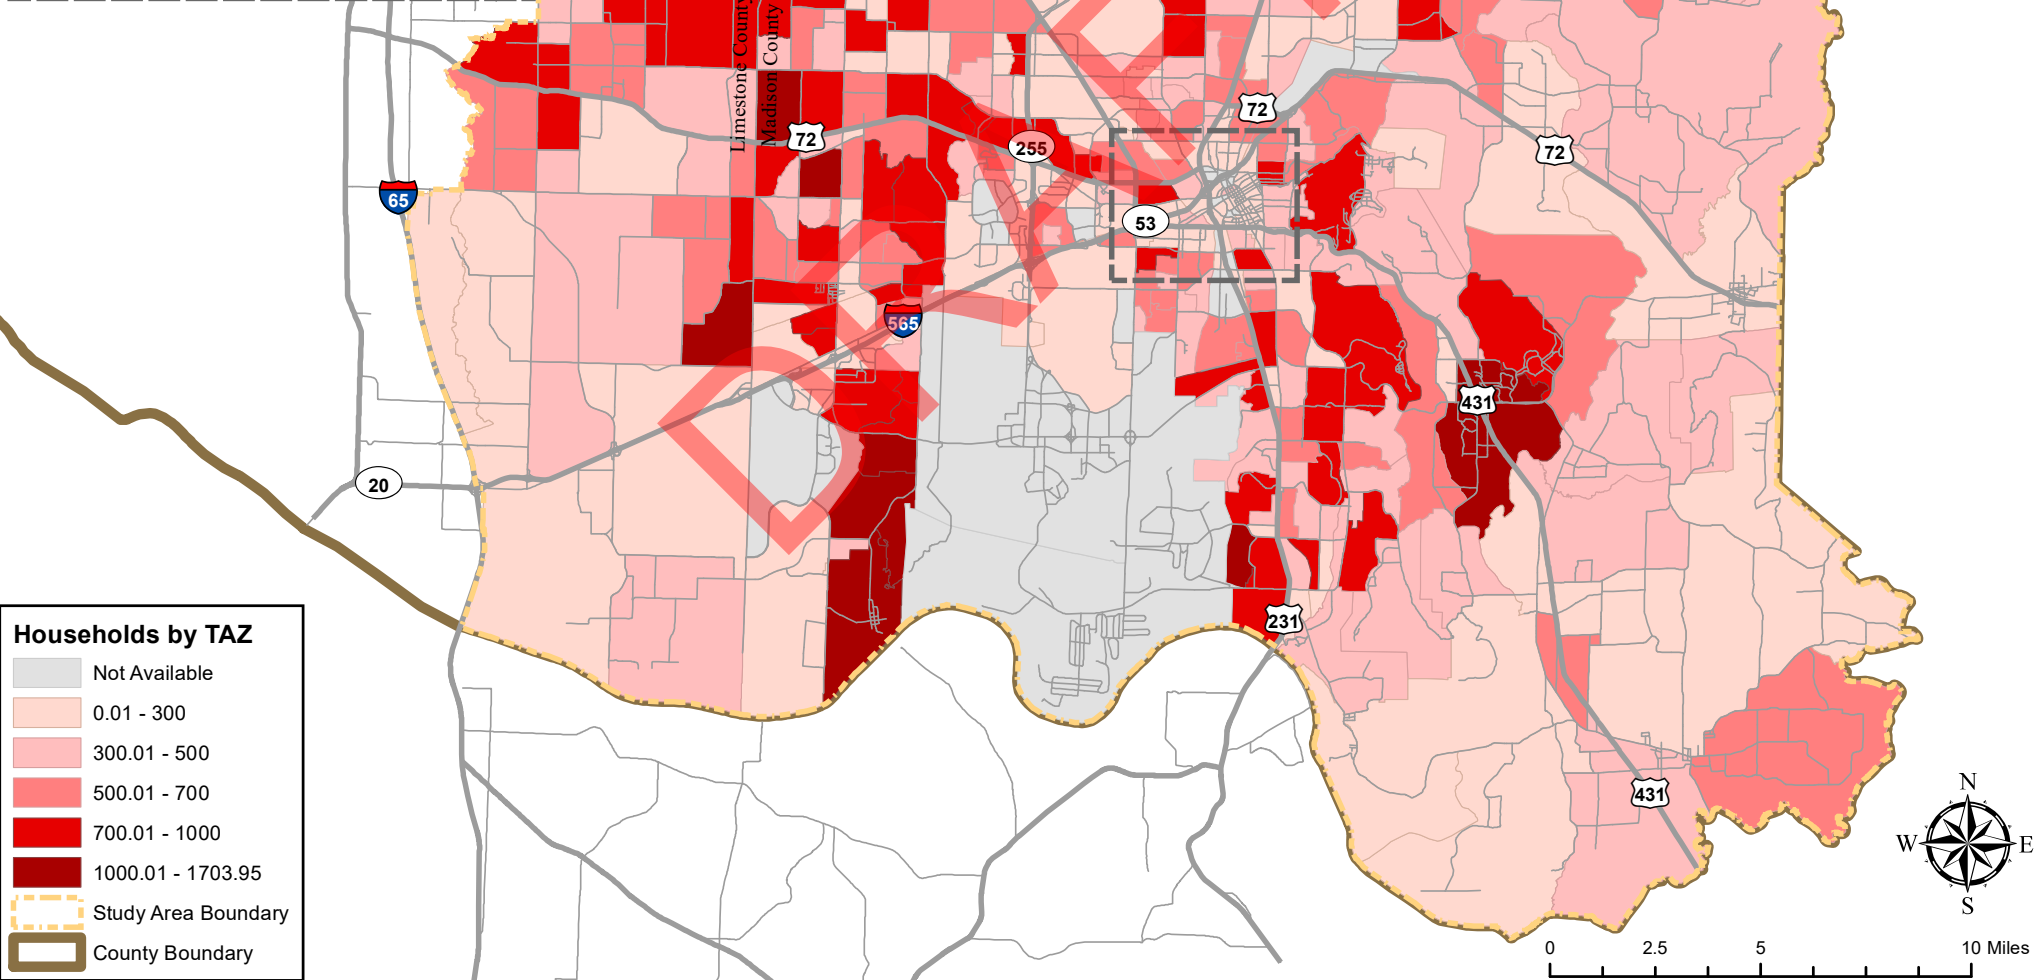 Limestone County
Madison County
72
72
72
255
65
53
565
431
20
231
431
Households by TAZ
Not Available
0.01 - 300
300.01 - 500
500.01 - 700
700.01 - 1000
1000.01 - 1703.95
Study Area Boundary
County Boundary
N
W
E
S
0
2.5
5
10 Miles